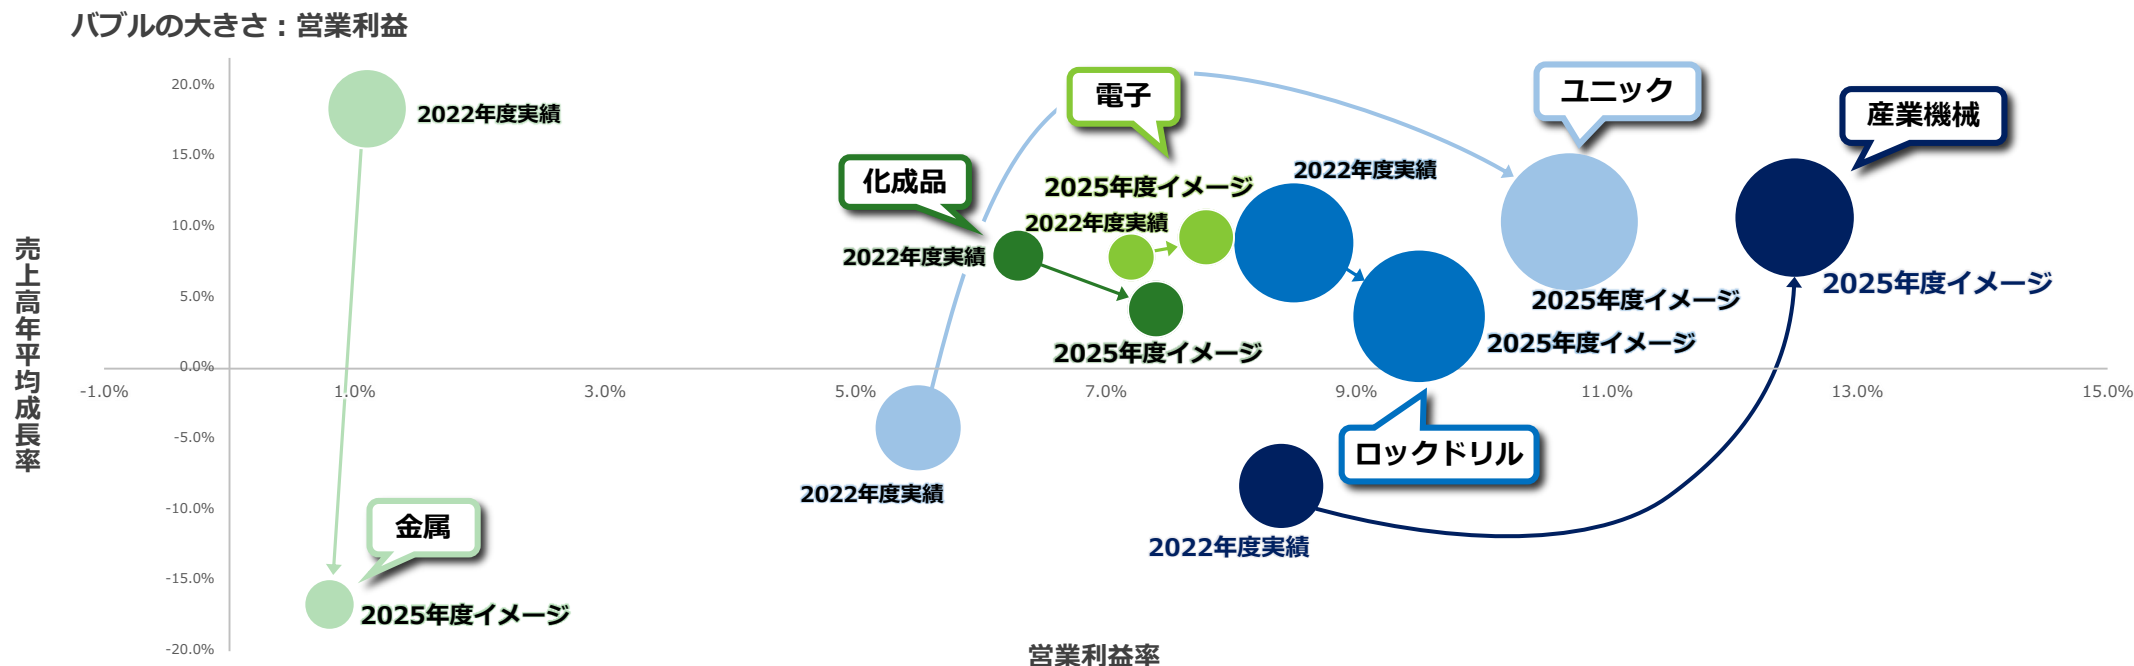 バブルの大きさ：営業利益
売上高年平均成長率
20.0%
15.0%
10.0%
5.0%
0.0%
-5.0%
-10.0%
-15.0%
-20.0%
-1.0%
1.0%
3.0%
5.0%
7.0%
9.0%
11.0%
13.0%
15.0%
営業利益率
2022年度実績
金属
2025年度イメージ
化成品
2022年度実績
2025年度イメージ
電子
2025年度イメージ
2022年度実績
2022年度実績
2025年度イメージ
ロックドリル
ユニック
2025年度イメージ
2022年度実績
産業機械
2025年度イメージ
2022年度実績